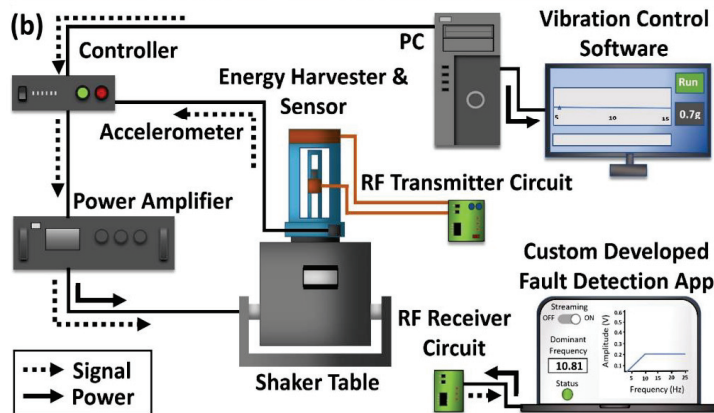 (b)
Controller
PC
Vibration Control
Software
Run
0.7g
5 10 15
Energy Harvester &
Sensor
Accelerometer
RF Transmitter Circuit
Power Amplifier
Custom Developed
Fault Detection App
Streaming
OFF ON
Dominant
Frequency
10.81
Status
Amplitude (V)
0.6
0.5
0.4
0.3
0.2
0.1
5 10 15 20 25
Frequency (Hz)
RF Receiver
Circuit
Shaker Table
Signal
Power